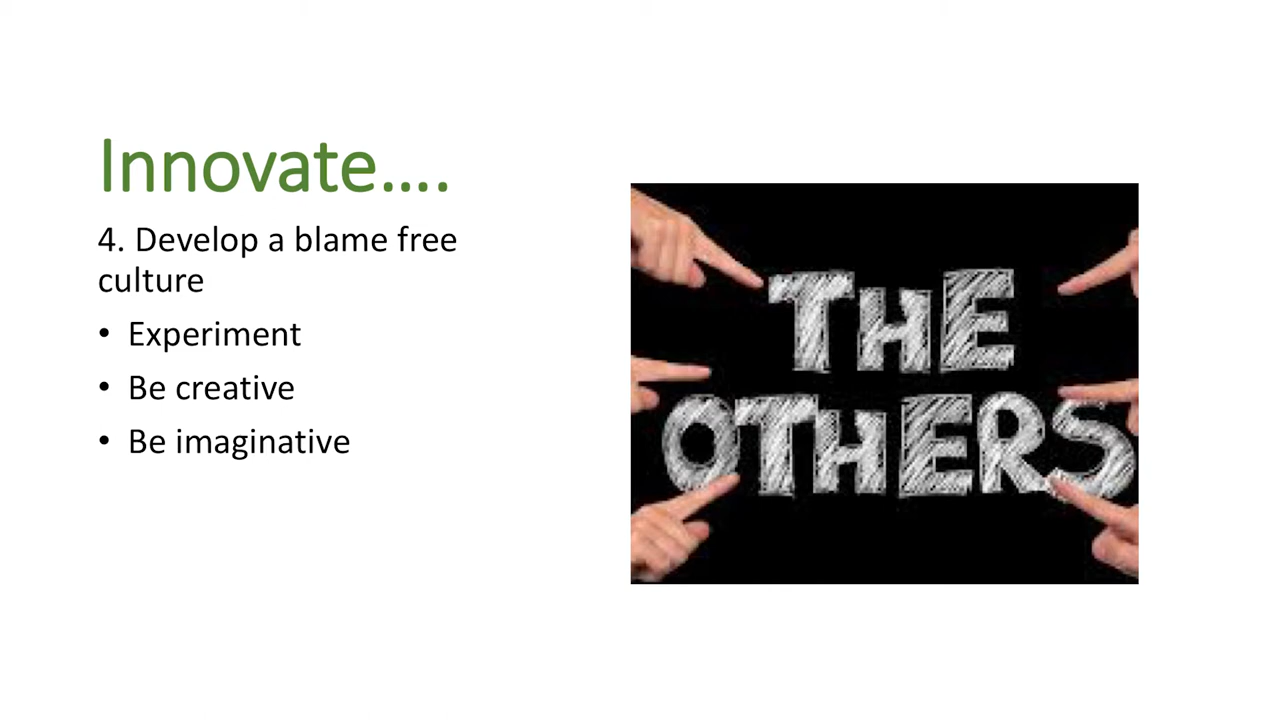 Innovate....
4. Develop a blame free
culture
• Experiment
• Be creative
• Be imaginative
THE
OTHERS